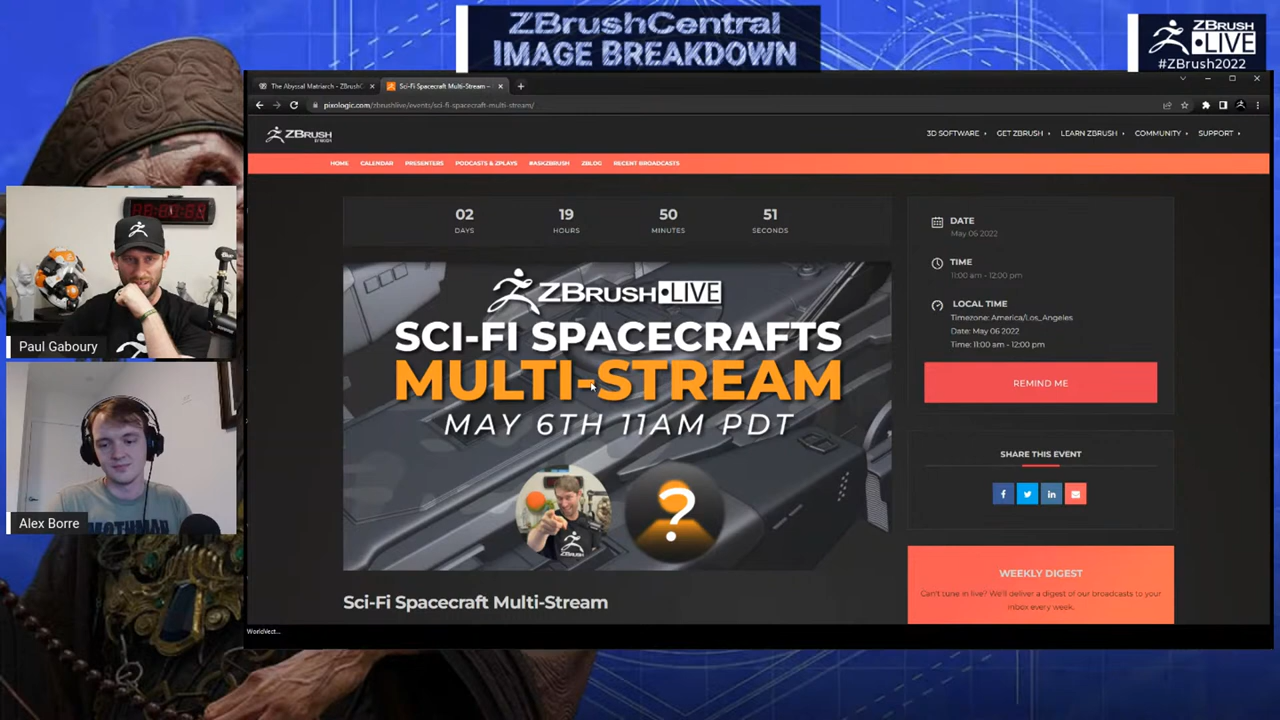 ZBrushCentral
IMAGE BREAKDOWN
ZBRUSH
LIVE
#ZBrush2022
The Abyssal Matriarch - ZBrushC
Sci-Fi Spacecraft Multi-Stream –
pixologic.com/zbrushlive/events/sci-fi-spacecraft-multi-stream/
ZBRUSH
3D SOFTWARE
GET ZBRUSH
LEARN ZBRUSH
COMMUNITY
SUPPORT
HOME
CALENDAR
PRESENTERS
PODCASTS & ZPLAYS
#ASKZBRUSH
ZBLOG
RECENT BROADCASTS
02
19
50
51
DAYS
HOURS
MINUTES
SECONDS
ZBRUSH LIVE
SCI-FI SPACECRAFTS
MULTI-STREAM
MAY 6TH 11AM PDT
?
Sci-Fi Spacecraft Multi-Stream
DATE
May 06 2022
TIME
11:00 am - 12:00 pm
LOCAL TIME
Timezone: America/Los_Angeles
Date: May 06 2022
Time: 11:00 am - 12:00 pm
REMIND ME
SHARE THIS EVENT
WEEKLY DIGEST
Can't tune in live? We'll deliver a digest of our broadcasts to your
inbox every week.
WorldVect...
Paul Gaboury
Alex Borre
MOTHMAN